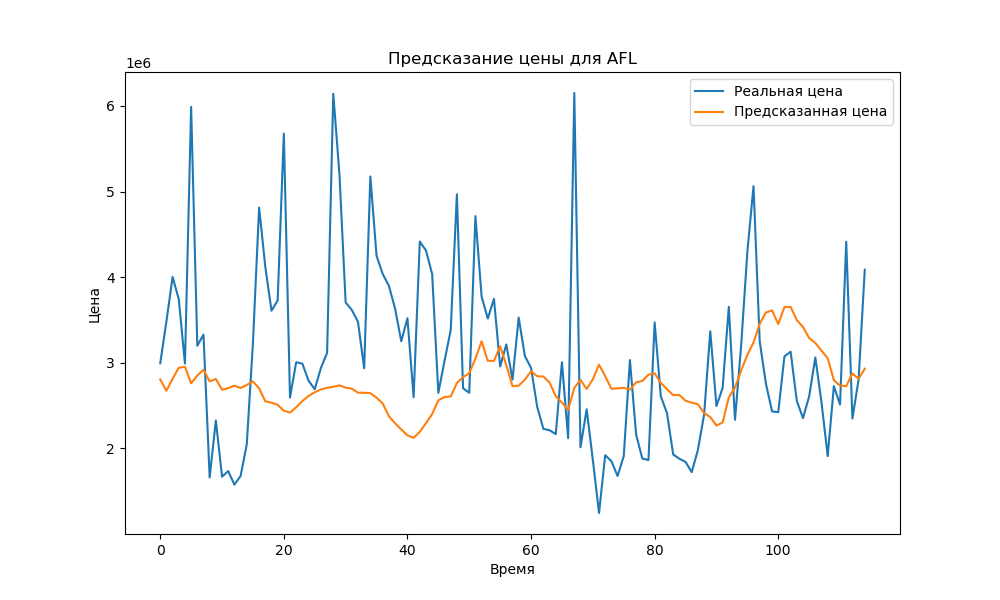 Предсказание цены для AFL
1e6
Реальная цена
Предсказанная цена
6
5
4
3
2
Цена
0 20 40 60 80 100
Время